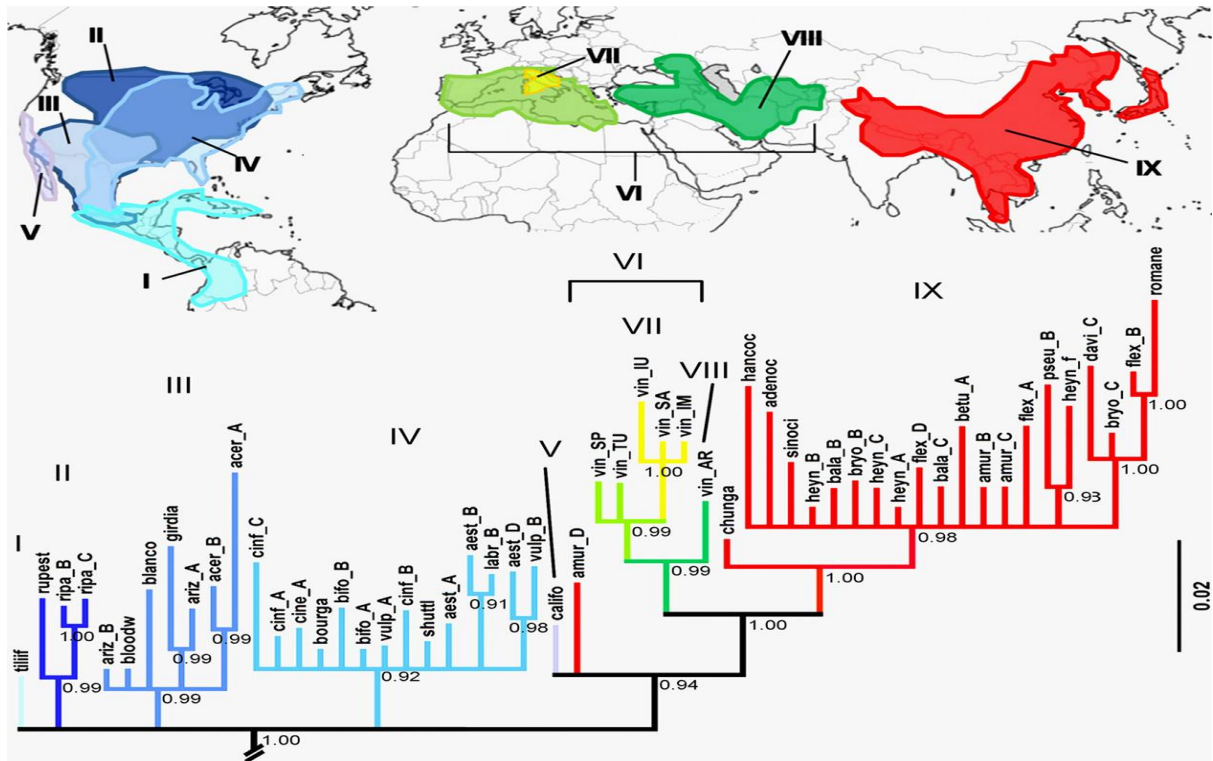 II
III
IV
V
I
VII
VIII
VI
IX
VI
IX
VII
VIII
III
IV
V
II
I
tiliif
rupest
ripa_B
ripa_C
ariz_B
bloodw
blanco
girdia
ariz_A
acer_B
acer_A
cinf_C
cinf_A
cine_A
bourga
bifo_B
bifo_A
vulp_A
cinf_B
shuttl
aest_A
aest_B
labr_B
aest_D
vulp_B
califo
amur_D
vin_SP
vin_TU
vin_IU
vin_SA
vin_IM
vin_AR
chunga
hancoc
adenoc
sinoci
heyn_B
bala_B
bryo_B
heyn_C
heyn_A
flex_D
bala_C
betu_A
amur_B
amur_C
flex_A
pseu_B
heyn_f
davi_C
bryo_C
flex_B
romane
1.00
0.99
0.99
0.99
0.99
0.92
0.91
0.98
1.00
0.99
0.99
1.00
1.00
0.98
0.93
1.00
1.00
0.94
1.00
0.02